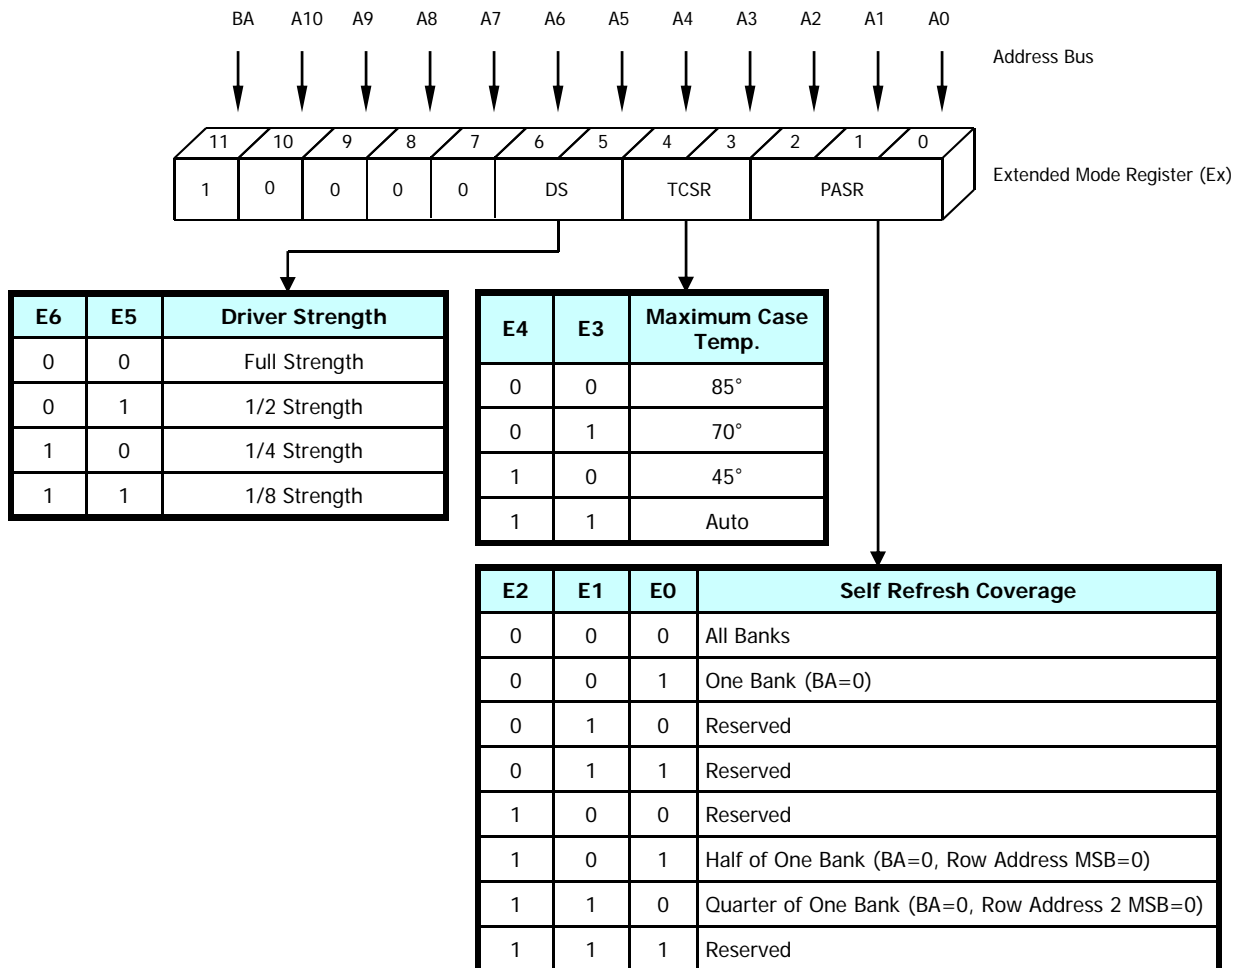 BA A10 A9 A8 A7 A6 A5 A4 A3 A2 A1 A0
Address Bus
11 10 9 8 7 6 5 4 3 2 1 0
1 0 0 0 0 DS TCSR PASR
Extended Mode Register (Ex)
E6 E5 Driver Strength
0 0 Full Strength
0 1 1/2 Strength
1 0 1/4 Strength
1 1 1/8 Strength
E4 E3 Maximum Case
Temp.
0 0 85°
0 1 70°
1 0 45°
1 1 Auto
E2 E1 E0 Self Refresh Coverage
0 0 0 All Banks
0 0 1 One Bank (BA=0)
0 1 0 Reserved
0 1 1 Reserved
1 0 0 Reserved
1 0 1 Half of One Bank (BA=0, Row Address MSB=0)
1 1 0 Quarter of One Bank (BA=0, Row Address 2 MSB=0)
1 1 1 Reserved